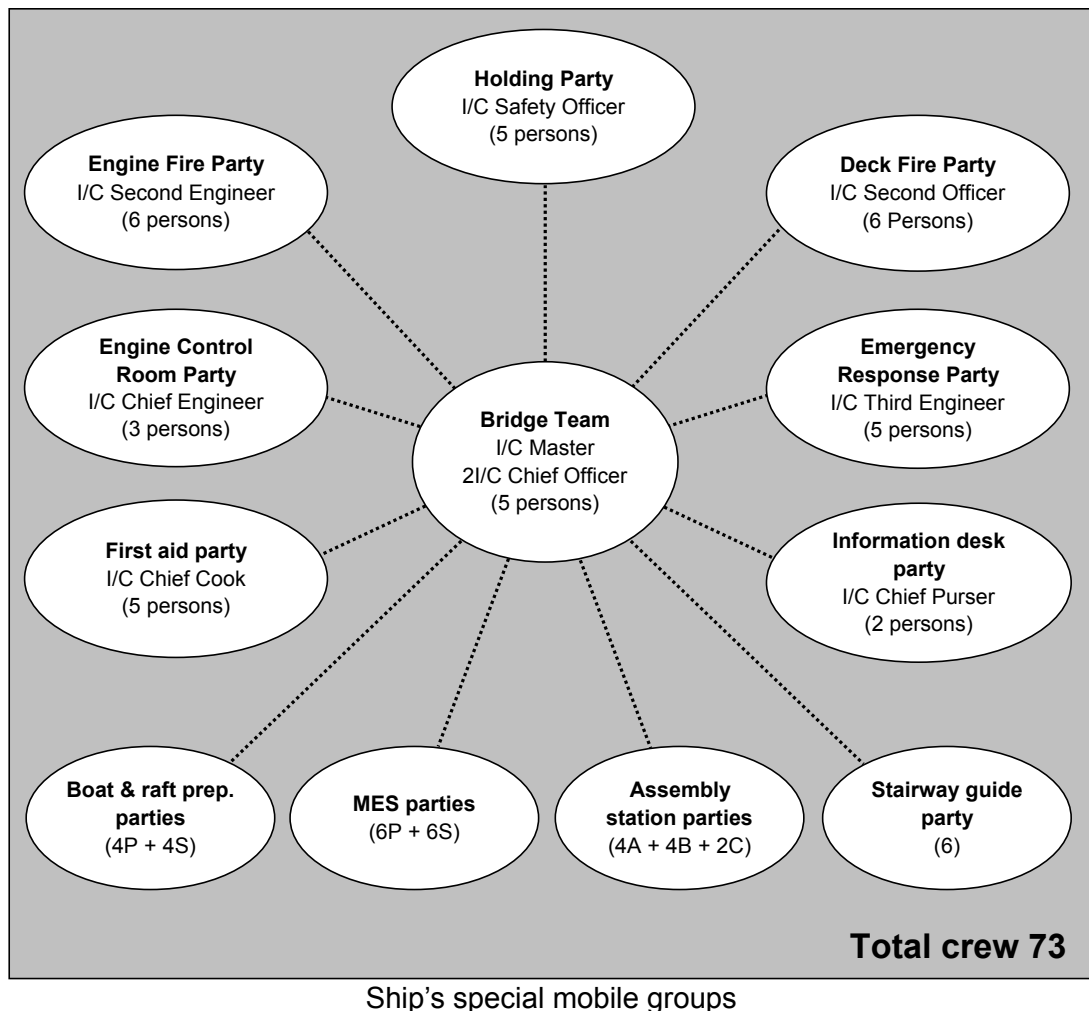 Holding Party
I/C Safety Officer
(5 persons)
Engine Fire Party
I/C Second Engineer
(6 persons)
Deck Fire Party
I/C Second Officer
(6 Persons)
Engine Control
Room Party
I/C Chief Engineer
(3 persons)
Emergency
Response Party
I/C Third Engineer
(5 persons)
Bridge Team
I/C Master
2I/C Chief Officer
(5 persons)
First aid party
I/C Chief Cook
(5 persons)
Information desk
party
I/C Chief Purser
(2 persons)
Boat & raft prep.
parties
(4P + 4S)
MES parties
(6P + 6S)
Assembly
station parties
(4A + 4B + 2C)
Stairway guide
party
(6)
Total crew 73
Ship's special mobile groups